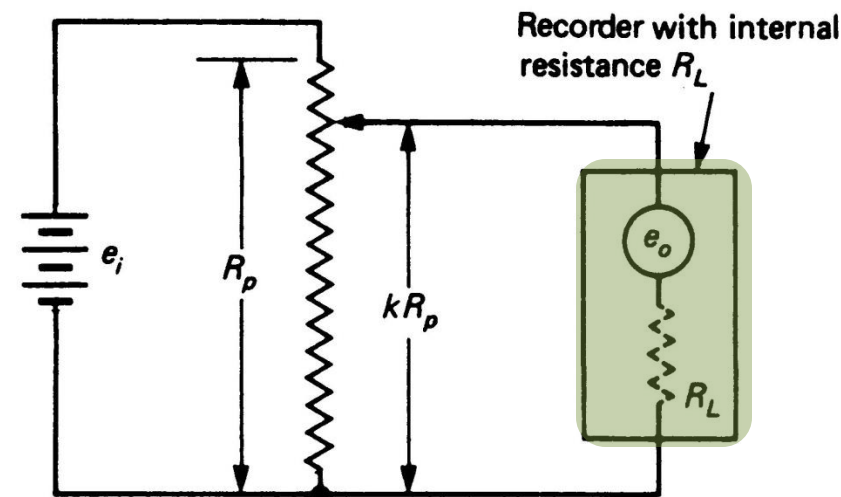 Recorder with internal
resistance R_L
e_i
R_p
kR_p
e_o
R_L